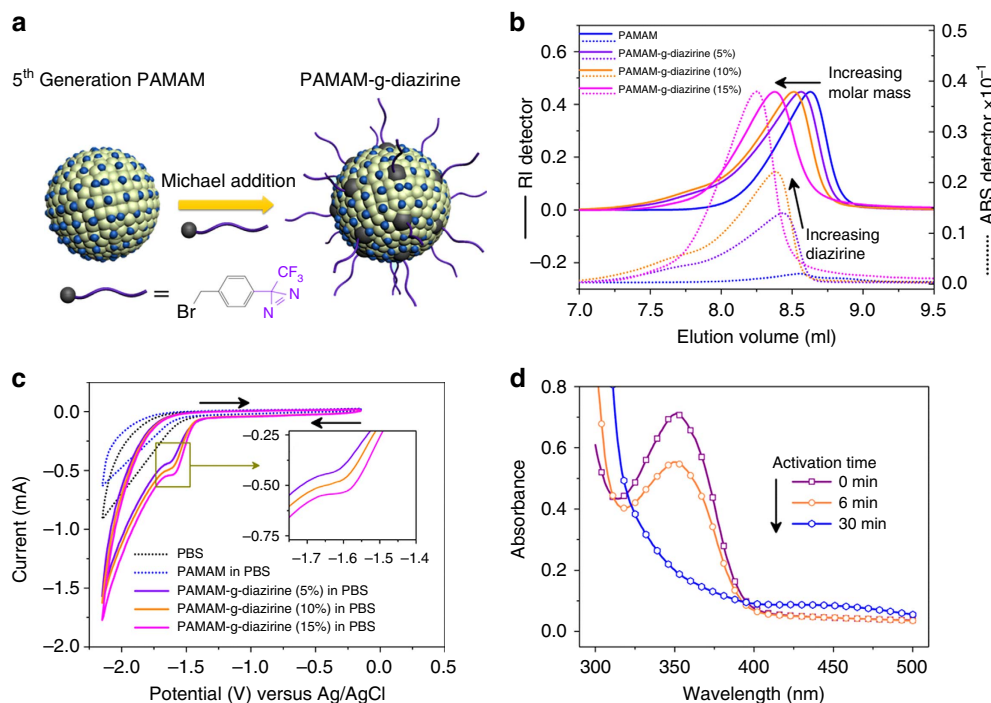 a
5th Generation PAMAM
PAMAM-g-diazirine
Michael addition
=
Br
CF3
N
N
b
PAMAM
PAMAM-g-diazirine (5%)
PAMAM-g-diazirine (10%)
PAMAM-g-diazirine (15%)
Increasing
molar mass
Increasing
diazirine
RI detector
0.6
0.4
0.2
0.0
−0.2
ABS detector ×10−1
0.5
0.4
0.3
0.2
0.1
0.0
7.0 7.5 8.0 8.5 9.0 9.5
Elution volume (ml)
c
Current (mA)
0.0
−0.5
−1.0
−1.5
−2.0
−0.25
−0.50
−0.75
−1.7 −1.6 −1.5 −1.4
PBS
PAMAM in PBS
PAMAM-g-diazirine (5%) in PBS
PAMAM-g-diazirine (10%) in PBS
PAMAM-g-diazirine (15%) in PBS
−2.0 −1.5 −1.0 −0.5 0.0 0.5
Potential (V) versus Ag/AgCl
d
Absorbance
0.8
0.6
0.4
0.2
0.0
Activation time
0 min
6 min
30 min
300 350 400 450 500
Wavelength (nm)